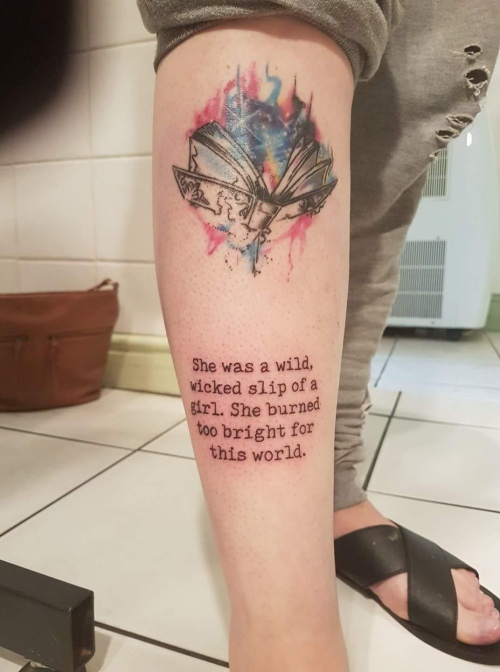 She was a wild,
wicked slip of a
girl. She burned
too bright for
this world.